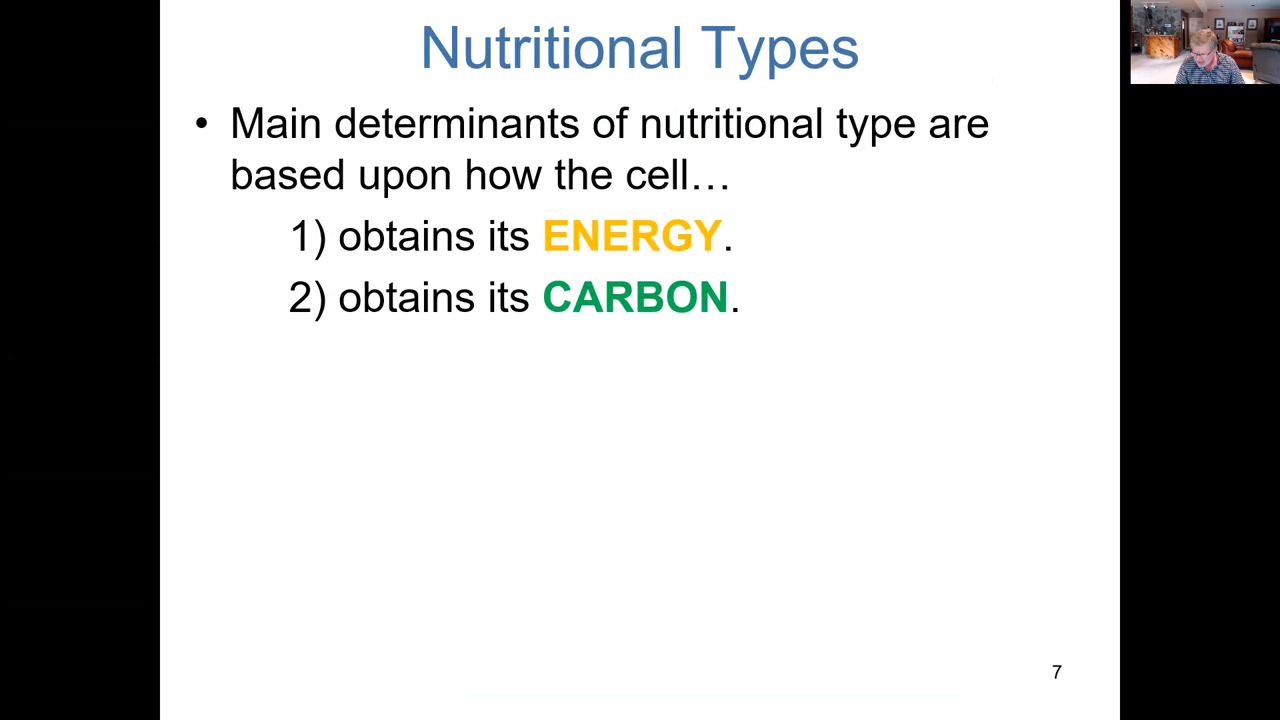 Nutritional Types
• Main determinants of nutritional type are
based upon how the cell…
1) obtains its ENERGY.
2) obtains its CARBON.
7